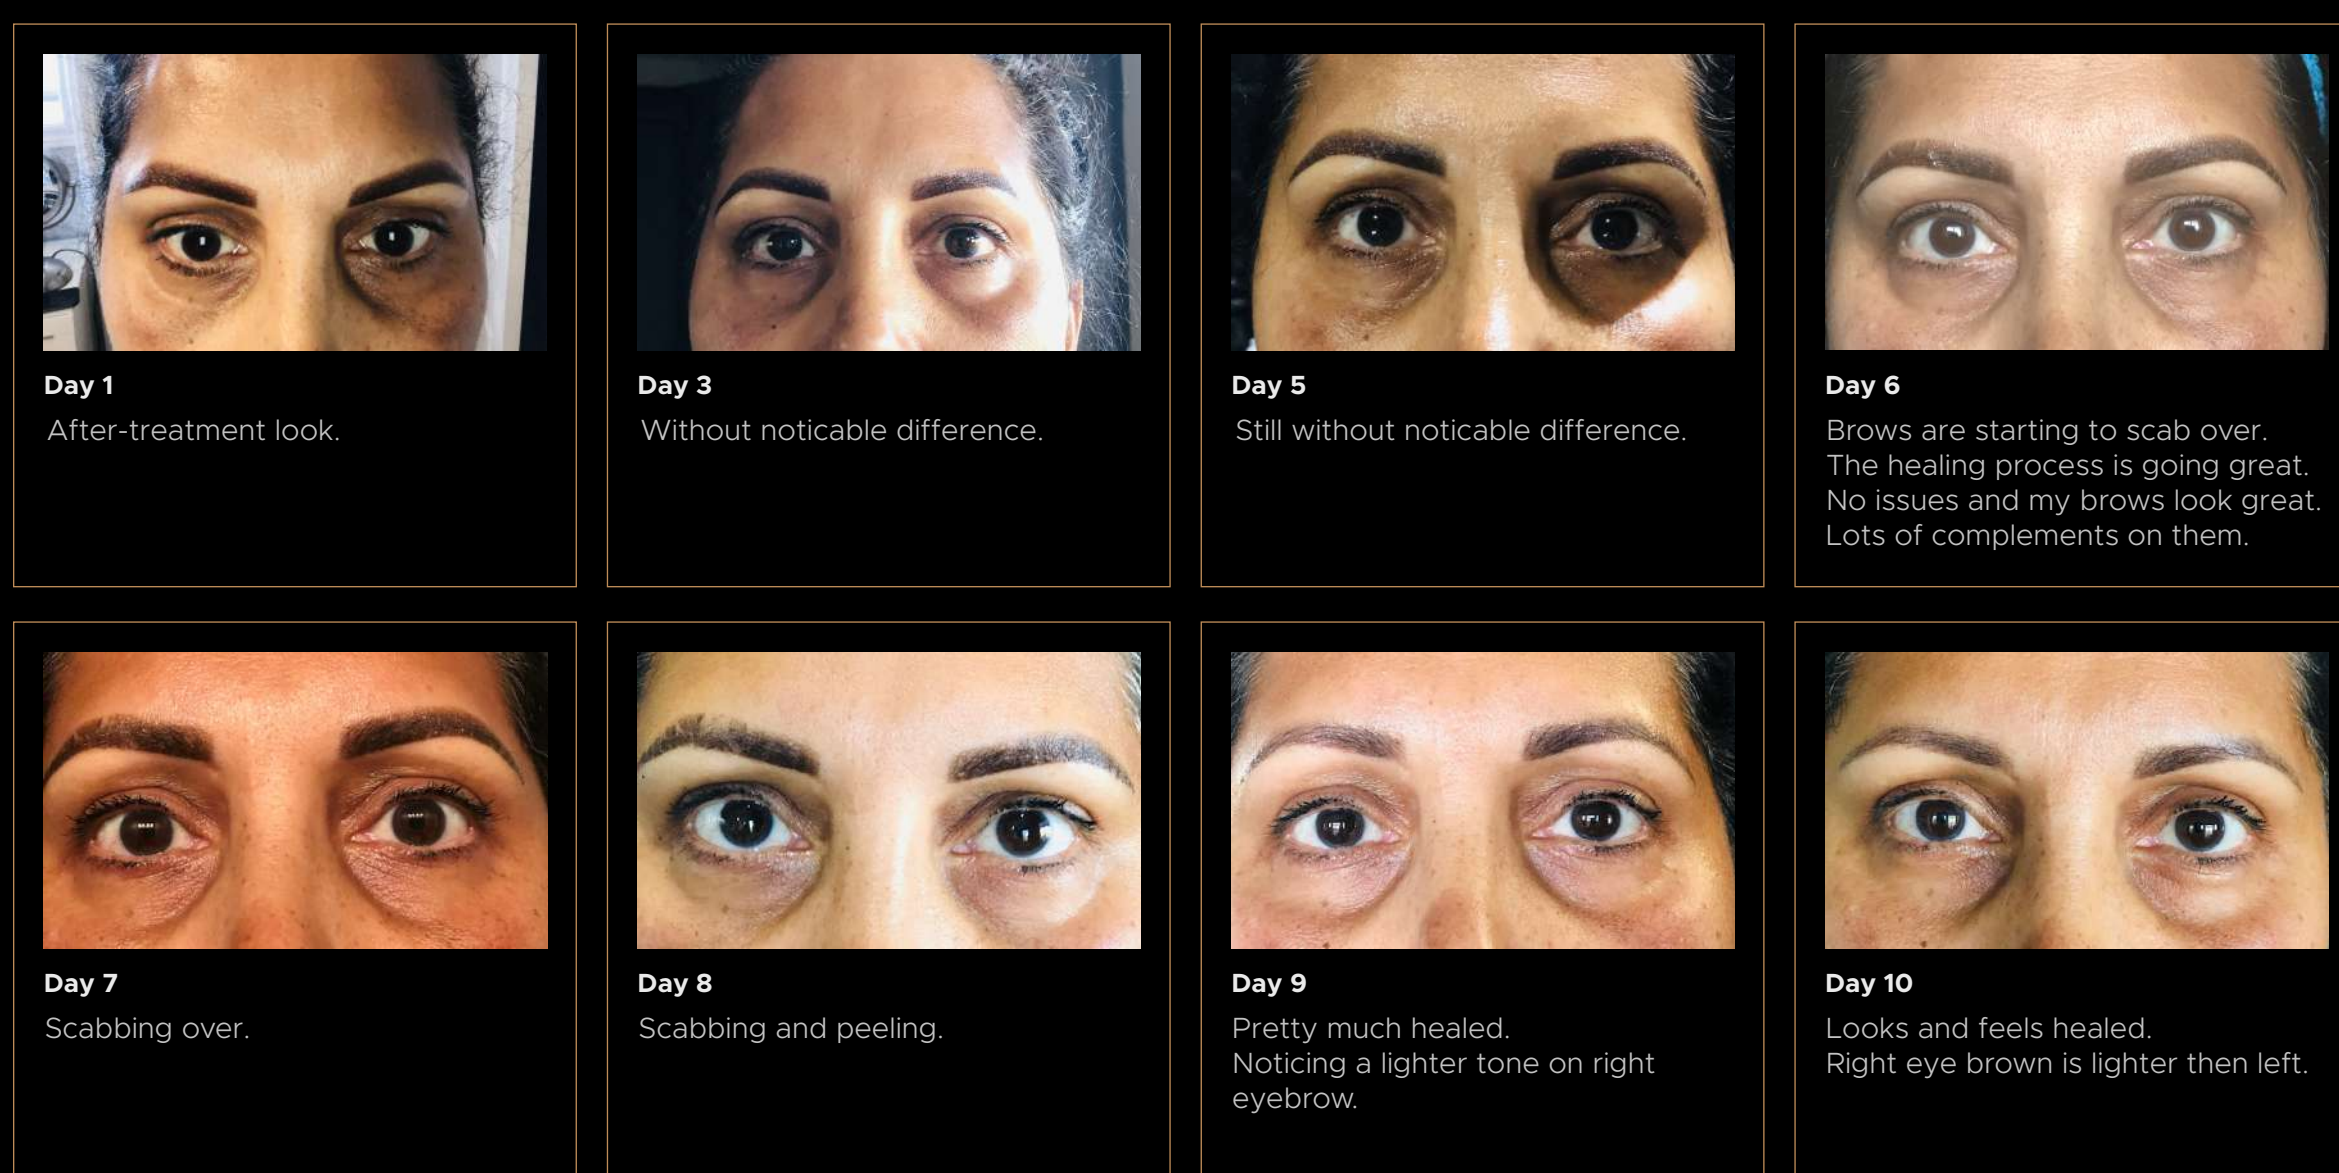 Day 1
After-treatment look.
Day 3
Without noticable difference.
Day 5
Still without noticable difference.
Day 6
Brows are starting to scab over.
The healing process is going great.
No issues and my brows look great.
Lots of complements on them.
Day 7
Scabbing over.
Day 8
Scabbing and peeling.
Day 9
Pretty much healed.
Noticing a lighter tone on right
eyebrow.
Day 10
Looks and feels healed.
Right eye brown is lighter then left.